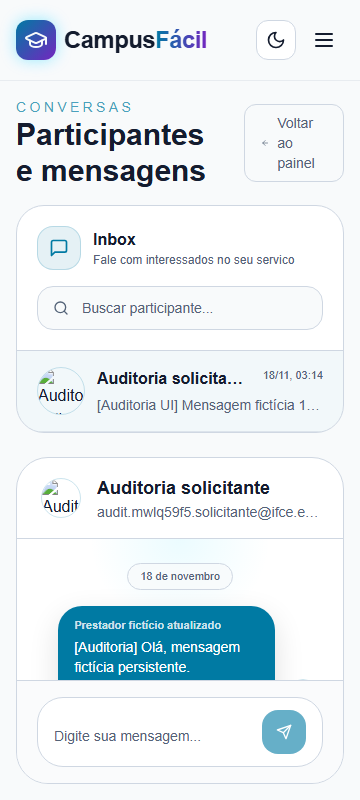 CampusFácil
CONVERSAS
Participantes
e mensagens
Voltar
ao
painel
Inbox
Fale com interessados no seu servico
Buscar participante...
Audito
Auditoria solicita...
18/11, 03:14
[Auditoria UI] Mensagem fictícia 1...
Audit
Auditoria solicitante
audit.mwlq59f5.solicitante@ifce.e...
18 de novembro
Prestador fictício atualizado
[Auditoria] Olá, mensagem
fictícia persistente.
Digite sua mensagem...